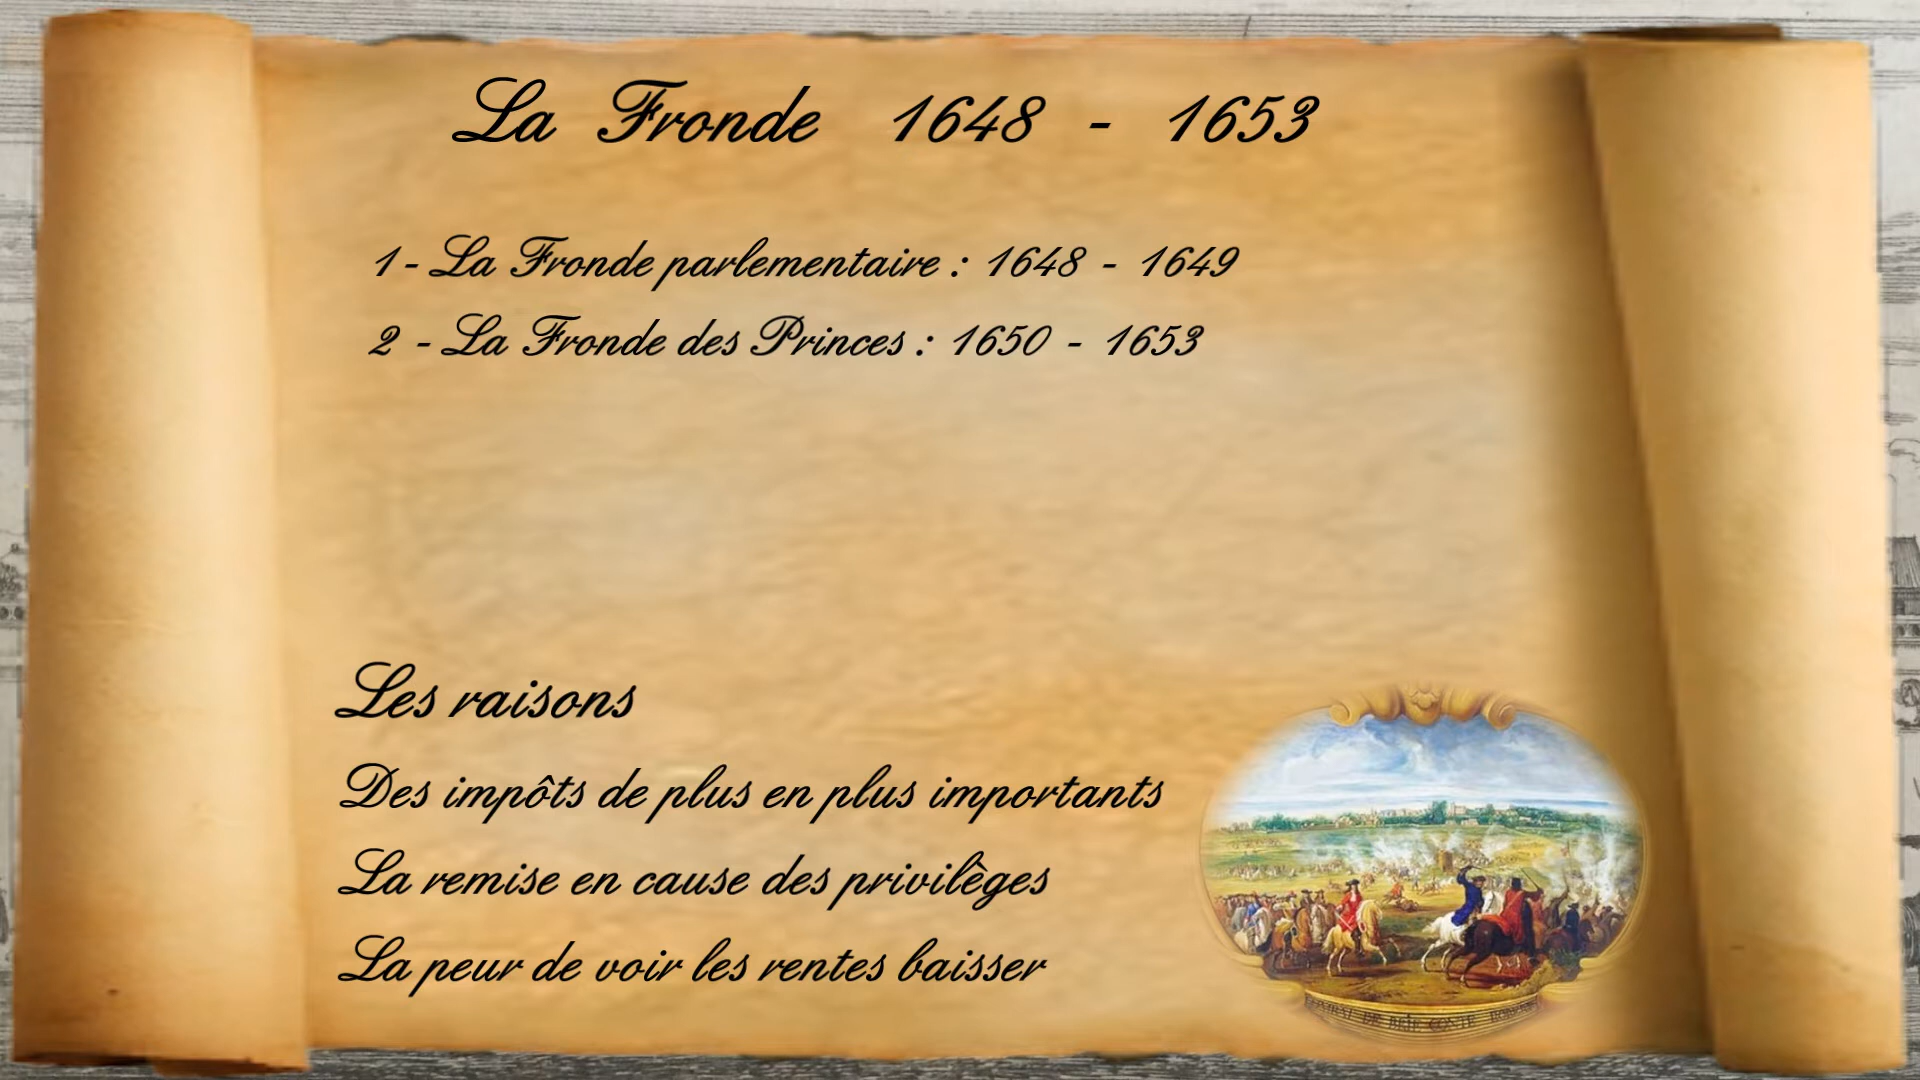 La Fronde 1648 - 1653
1 - La Fronde parlementaire : 1648 - 1649
2 - La Fronde des Princes : 1650 - 1653
Les raisons
Des impôts de plus en plus importants
La remise en cause des privilèges
La peur de voir les rentes baisser